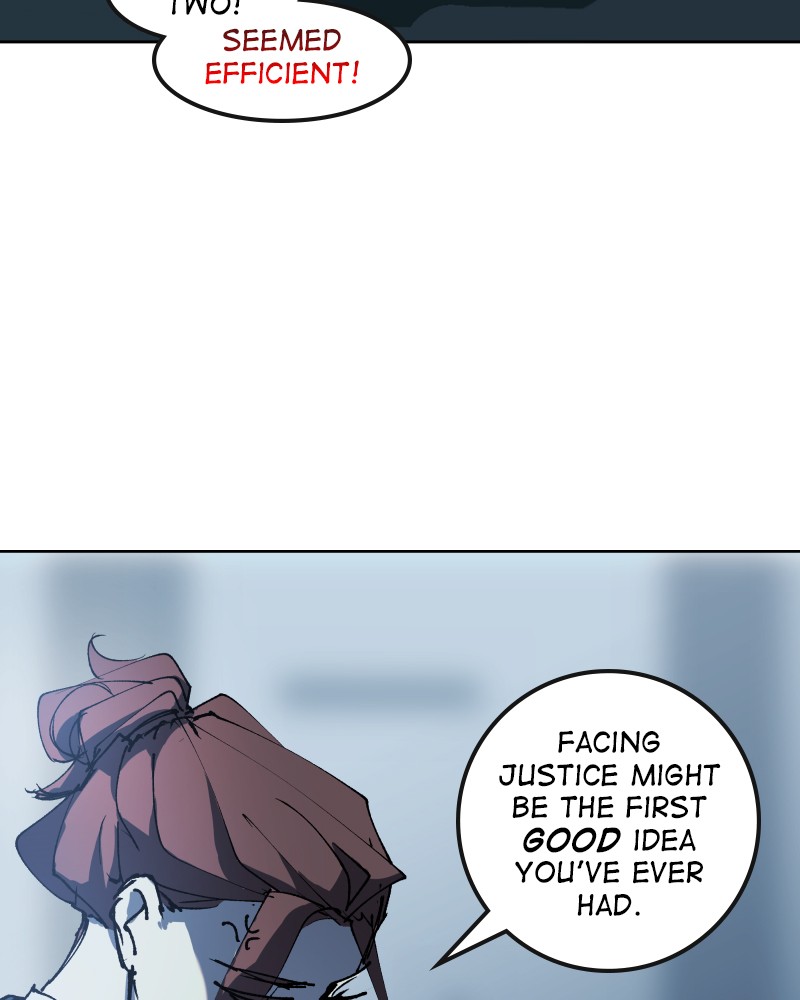 TWO!
SEEMED
EFFICIENT!
FACING
JUSTICE MIGHT
BE THE FIRST
GOOD IDEA
YOU'VE EVER
HAD.